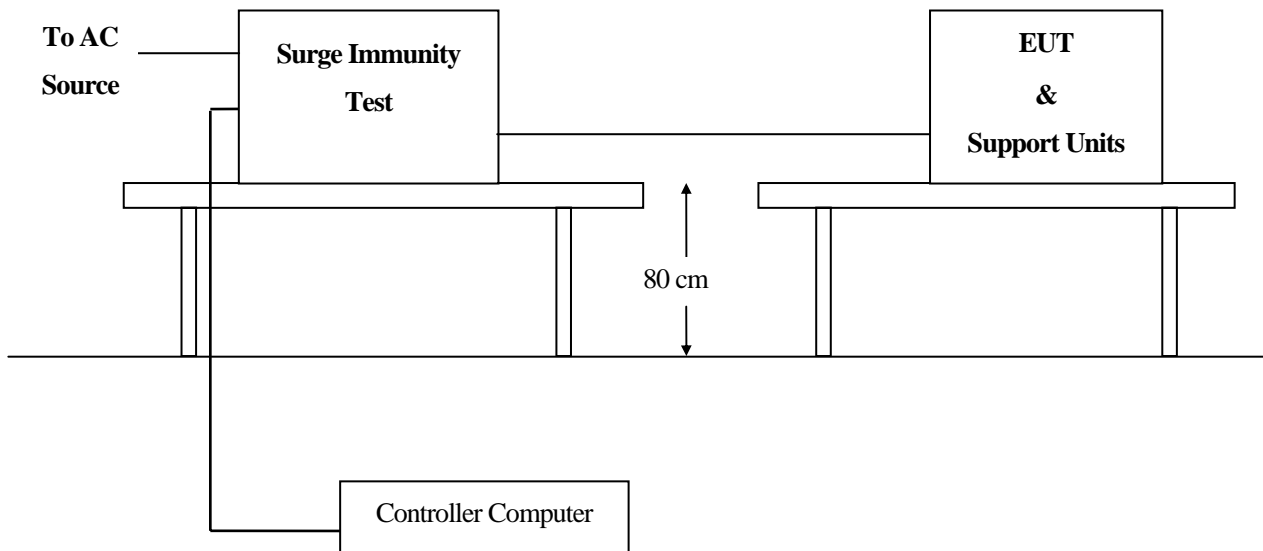 To AC
Source
Surge Immunity
Test
EUT
&
Support Units
80 cm
Controller Computer